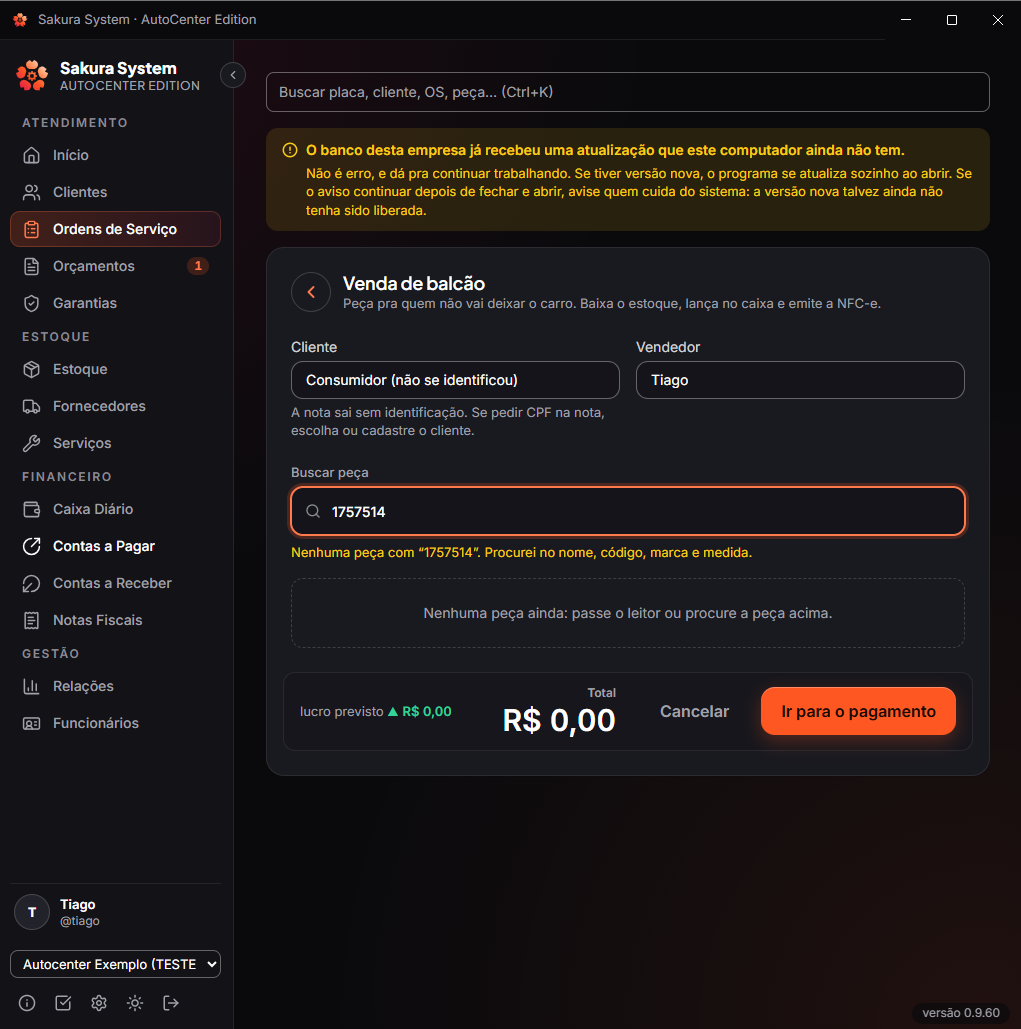 Sakura System · AutoCenter Edition
Sakura System
AUTOCENTER EDITION
ATENDIMENTO
Início
Clientes
Ordens de Serviço
Orçamentos 1
Garantias
ESTOQUE
Estoque
Fornecedores
Serviços
FINANCEIRO
Caixa Diário
Contas a Pagar
Contas a Receber
Notas Fiscais
GESTÃO
Relações
Funcionários
T
Tiago
@tiago
Autocenter Exemplo (TESTE
Buscar placa, cliente, OS, peça... (Ctrl+K)
O banco desta empresa já recebeu uma atualização que este computador ainda não tem.
Não é erro, e dá pra continuar trabalhando. Se tiver versão nova, o programa se atualiza sozinho ao abrir. Se
o aviso continuar depois de fechar e abrir, avise quem cuida do sistema: a versão nova talvez ainda não
tenha sido liberada.
Venda de balcão
Peça pra quem não vai deixar o carro. Baixa o estoque, lança no caixa e emite a NFC-e.
Cliente
Consumidor (não se identificou)
A nota sai sem identificação. Se pedir CPF na nota,
escolha ou cadastre o cliente.
Vendedor
Tiago
Buscar peça
1757514
Nenhuma peça com “1757514”. Procurei no nome, código, marca e medida.
Nenhuma peça ainda: passe o leitor ou procure a peça acima.
lucro previsto ▲ R$ 0,00
Total
R$ 0,00
Cancelar
Ir para o pagamento
versão 0.9.60